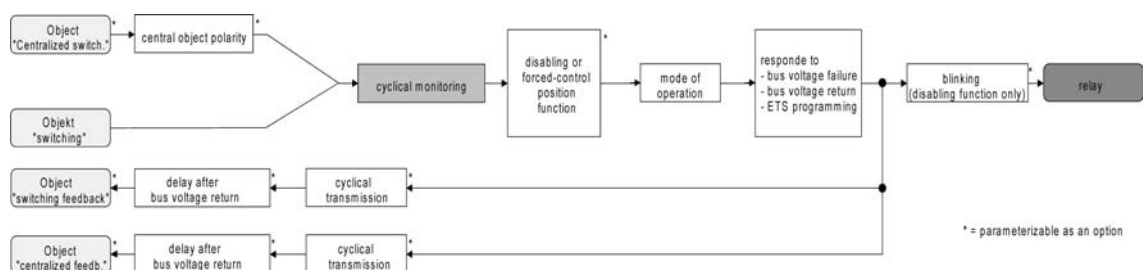 Object
"Centralized switch."
*
central object polarity
*
Objekt
"switching"
cyclical monitoring
disabling or
forced-control
position
function
*
mode of
operation
responde to
- bus voltage failure
- bus voltage return
- ETS programming
blinking
(disabling function only)
*
relay
Object
"switching feedback"
*
delay after
bus voltage return
*
cyclical
transmission
*
Object
"centralized feedb."
*
delay after
bus voltage return
*
cyclical
transmission
*
* = parameterizable as an option